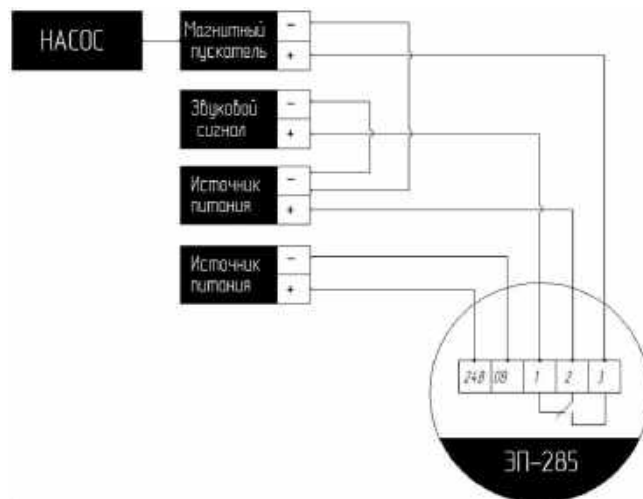 НАСОС
Магнитный
пускатель
-
+
Звуковой
сигнал
-
+
Источник
питания
-
+
Источник
питания
-
+
24В 0В 1 2 3
ЭП-285